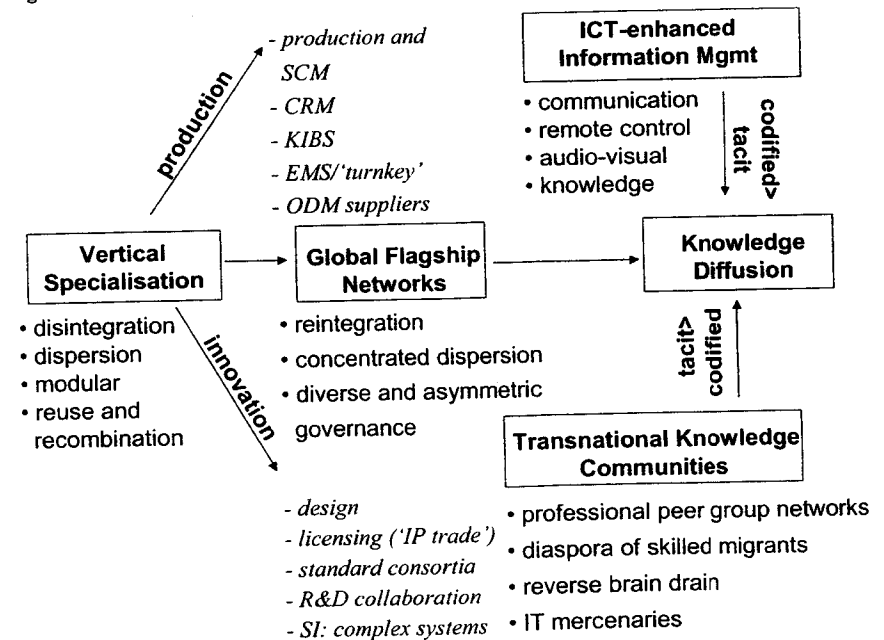 - production and
SCM
- CRM
- KIBS
- EMS/‘turnkey’
- ODM suppliers
production
ICT-enhanced
Information Mgmt
• communication
• remote control
• audio-visual
• knowledge
codified>
tacit
Vertical
Specialisation
• disintegration
• dispersion
• modular
• reuse and
recombination
Global Flagship
Networks
• reintegration
• concentrated dispersion
• diverse and asymmetric
governance
Knowledge
Diffusion
tacit>
codified
innovation
- design
- licensing (‘IP trade’)
- standard consortia
- R&D collaboration
- SI: complex systems
Transnational Knowledge
Communities
• professional peer group networks
• diaspora of skilled migrants
• reverse brain drain
• IT mercenaries